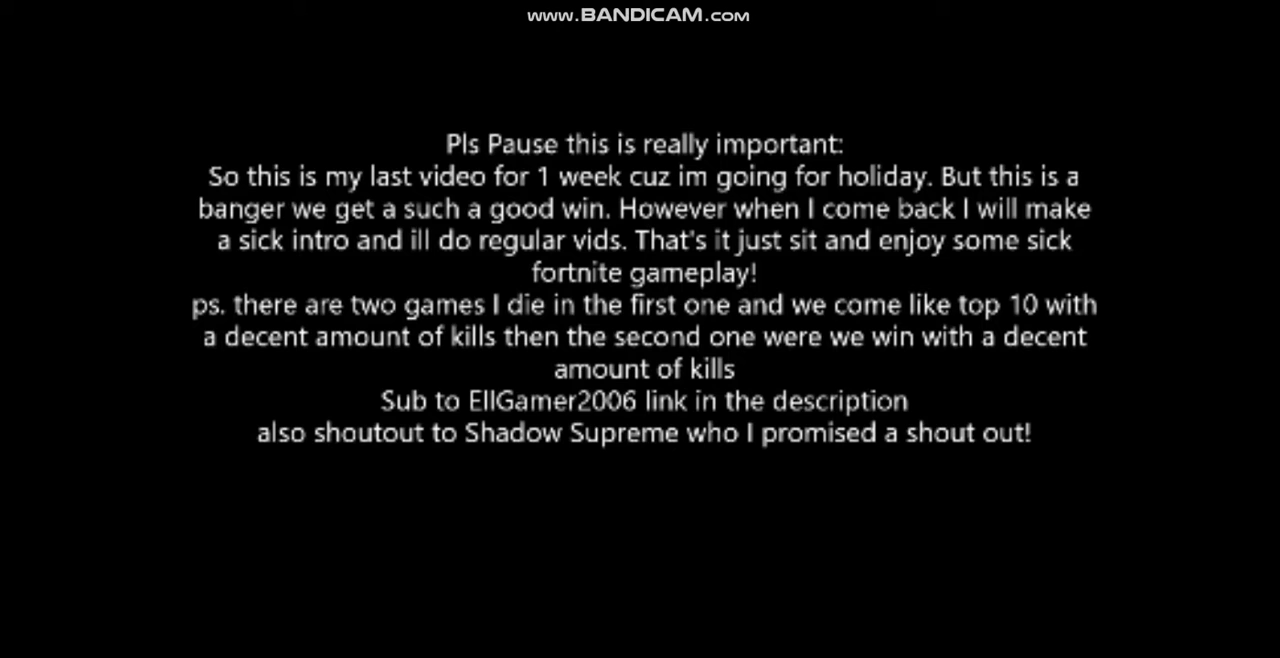 www.BANDICAM.com
Pls Pause this is really important:
So this is my last video for 1 week cuz im going for holiday. But this is a
banger we get a such a good win. However when I come back I will make
a sick intro and ill do regular vids. That's it just sit and enjoy some sick
fortnite gameplay!
ps. there are two games I die in the first one and we come like top 10 with
a decent amount of kills then the second one were we win with a decent
amount of kills
Sub to EllGamer2006 link in the description
also shoutout to Shadow Supreme who I promised a shout out!